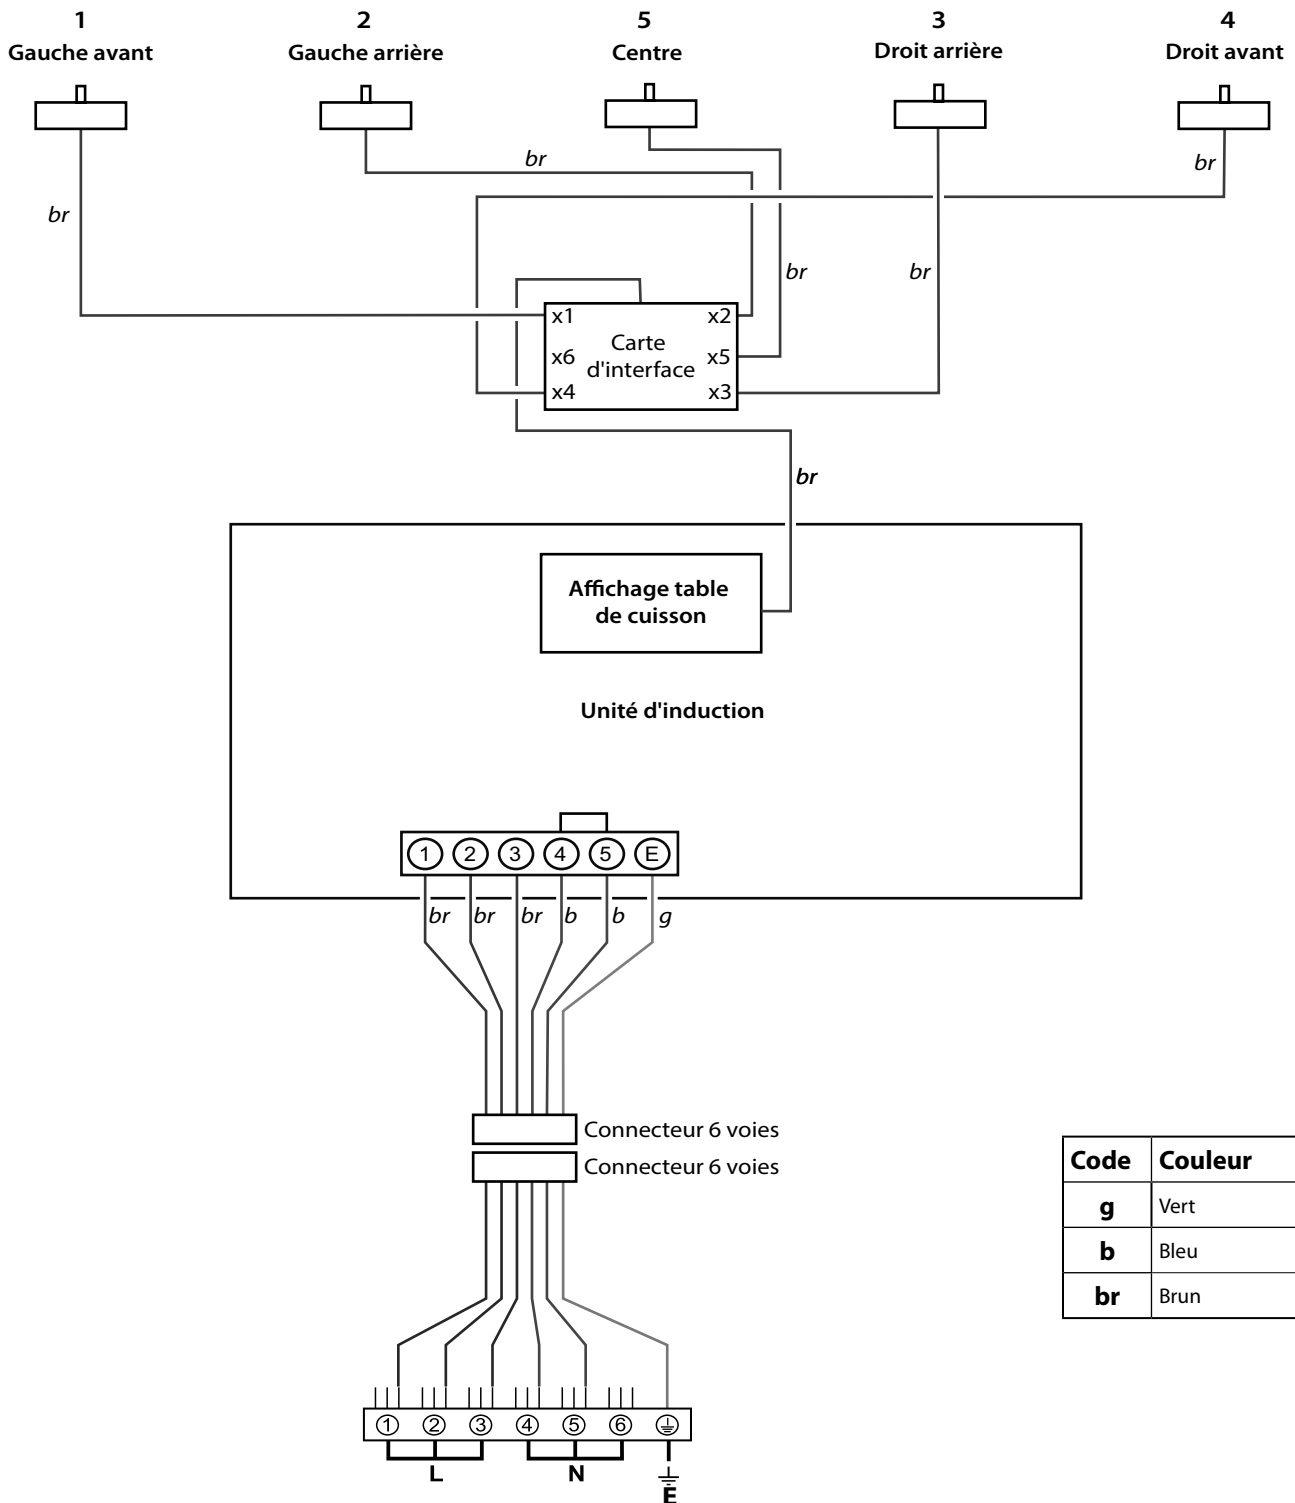 1
Gauche avant
2
Gauche arrière
5
Centre
3
Droit arrière
4
Droit avant
br
br
br
br
br
x1
x2
Carte
d'interface
x6
x5
x4
x3
br
Affichage table
de cuisson
Unité d'induction
1 2 3 4 5 E
br br br b b g
Connecteur 6 voies
Connecteur 6 voies
Code Couleur
g Vert
b Bleu
br Brun
1 2 3 4 5 6
L N
E